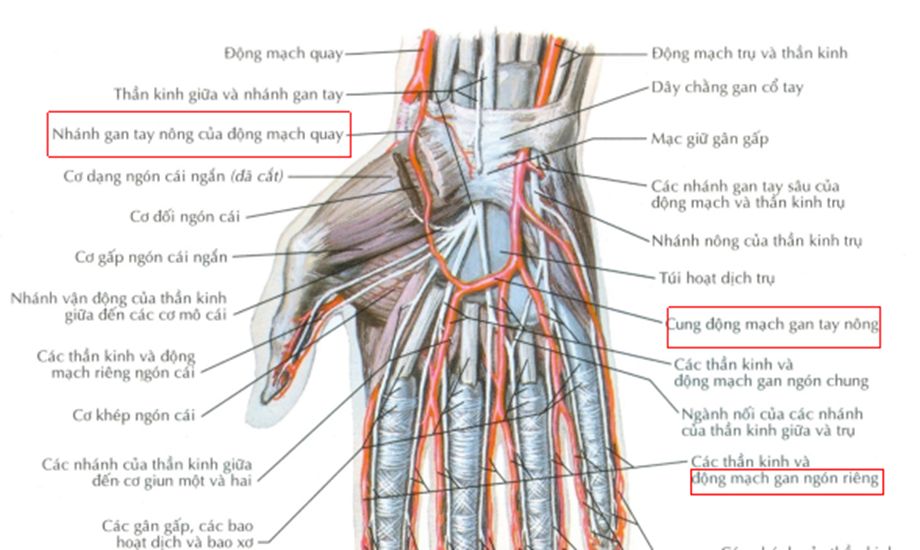 Động mạch quay
Thần kinh giữa và nhánh gan tay
Nhánh gan tay nông của động mạch quay
Cơ dạng ngón cái ngắn (đã cắt)
Cơ đối ngón cái
Cơ gấp ngón cái ngắn
Nhánh vận động của thần kinh
giữa đến các cơ mô cái
Các thần kinh và động
mạch riêng ngón cái
Cơ khép ngón cái
Các nhánh của thần kinh giữa
đến cơ giun một và hai
Các gân gấp, các bao
hoạt dịch và bao xơ
Động mạch trụ và thần kinh
Dây chằng gan cổ tay
Mạc giữ gân gấp
Các nhánh gan tay sâu của
động mạch và thần kinh trụ
Nhánh nông của thần kinh trụ
Túi hoạt dịch trụ
Cung động mạch gan tay nông
Các thần kinh và
động mạch gan ngón chung
Ngành nối của các nhánh
của thần kinh giữa và trụ
Các thần kinh và
động mạch gan ngón riêng